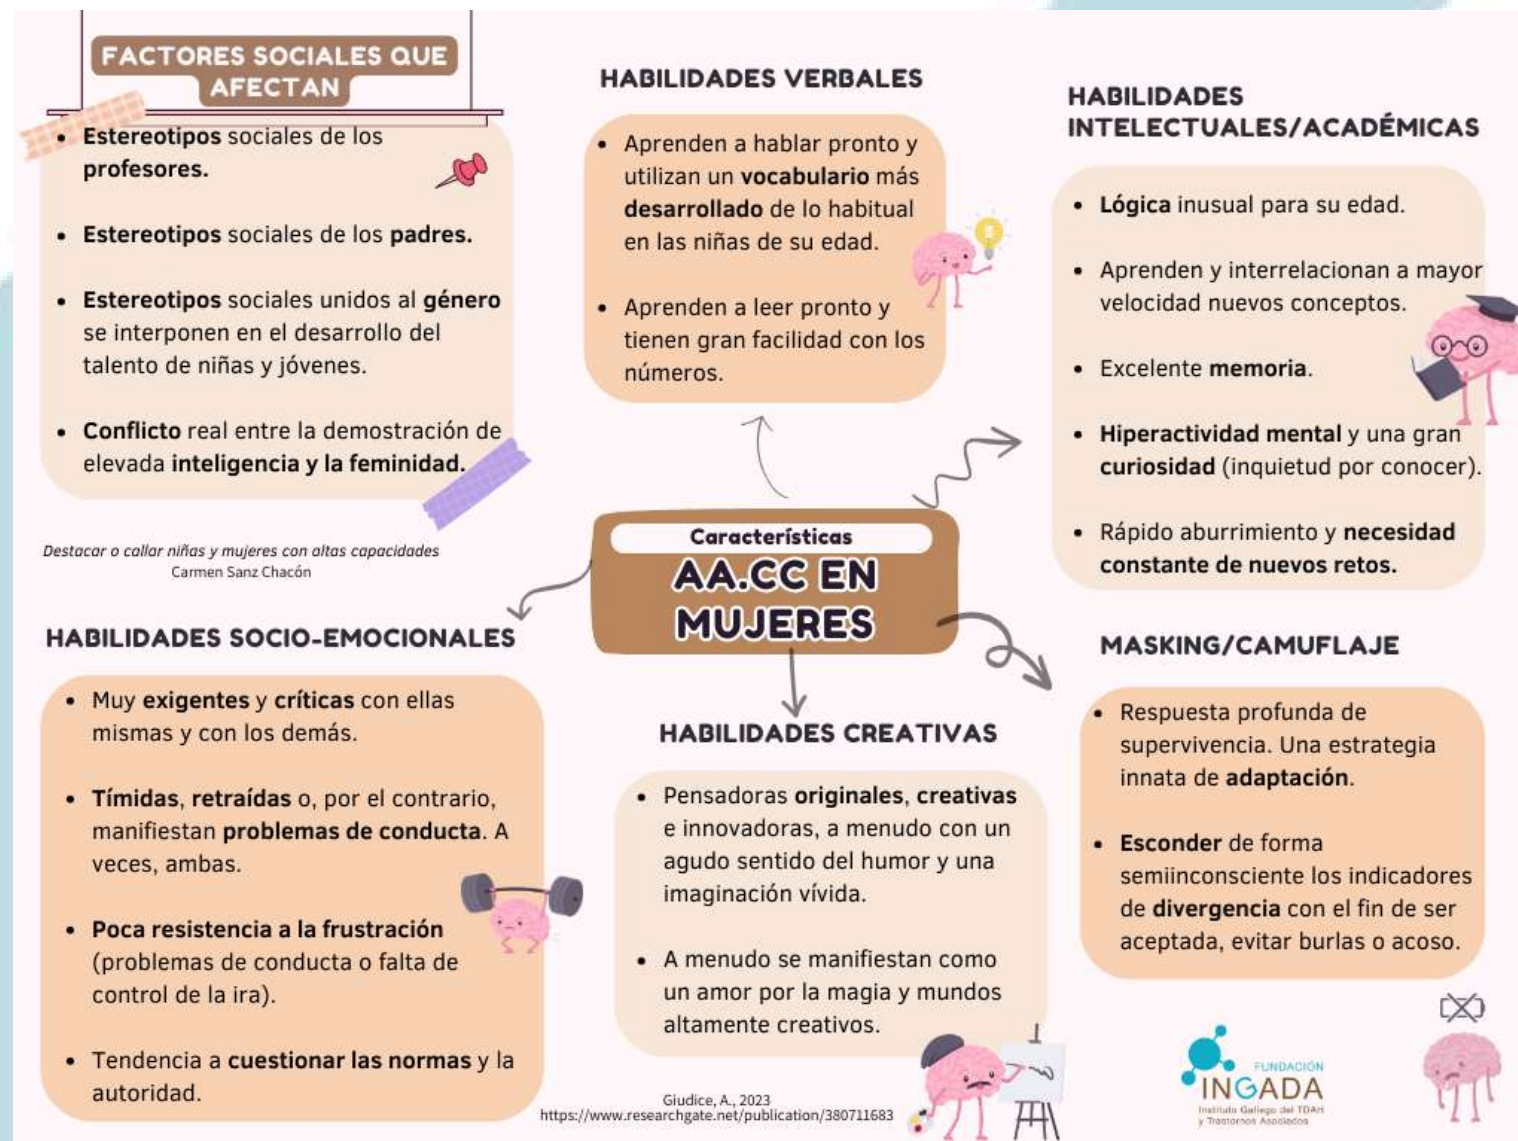 FACTORES SOCIALES QUE
AFECTAN
• Estereotipos sociales de los
profesores.
• Estereotipos sociales de los padres.
• Estereotipos sociales unidos al género
se interponen en el desarrollo del
talento de niñas y jóvenes.
• Conflicto real entre la demostración de
elevada inteligencia y la feminidad.
Destacar o callar niñas y mujeres con altas capacidades
Carmen Sanz Chacón
HABILIDADES VERBALES
• Aprenden a hablar pronto y
utilizan un vocabulario más
desarrollado de lo habitual
en las niñas de su edad.
• Aprenden a leer pronto y
tienen gran facilidad con los
números.
HABILIDADES
INTELECTUALES/ACADÉMICAS
• Lógica inusual para su edad.
• Aprenden y interrelacionan a mayor
velocidad nuevos conceptos.
• Excelente memoria.
• Hiperactividad mental y una gran
curiosidad (inquietud por conocer).
• Rápido aburrimiento y necesidad
constante de nuevos retos.
Características
AA.CC EN
MUJERES
HABILIDADES SOCIO-EMOCIONALES
• Muy exigentes y críticas con ellas
mismas y con los demás.
• Tímidas, retraídas o, por el contrario,
manifiestan problemas de conducta. A
veces, ambas.
• Poca resistencia a la frustración
(problemas de conducta o falta de
control de la ira).
• Tendencia a cuestionar las normas y la
autoridad.
HABILIDADES CREATIVAS
• Pensadoras originales, creativas
e innovadoras, a menudo con un
agudo sentido del humor y una
imaginación vívida.
• A menudo se manifiestan como
un amor por la magia y mundos
altamente creativos.
Giudice, A., 2023
https://www.researchgate.net/publication/380711683
MASKING/CAMUFLAJE
• Respuesta profunda de
supervivencia. Una estrategia
innata de adaptación.
• Esconder de forma
semiinconsciente los indicadores
de divergencia con el fin de ser
aceptada, evitar burlas o acoso.
FUNDACIÓN
INGADA
Instituto Gallego del TDAH
y Trastornos Asociados